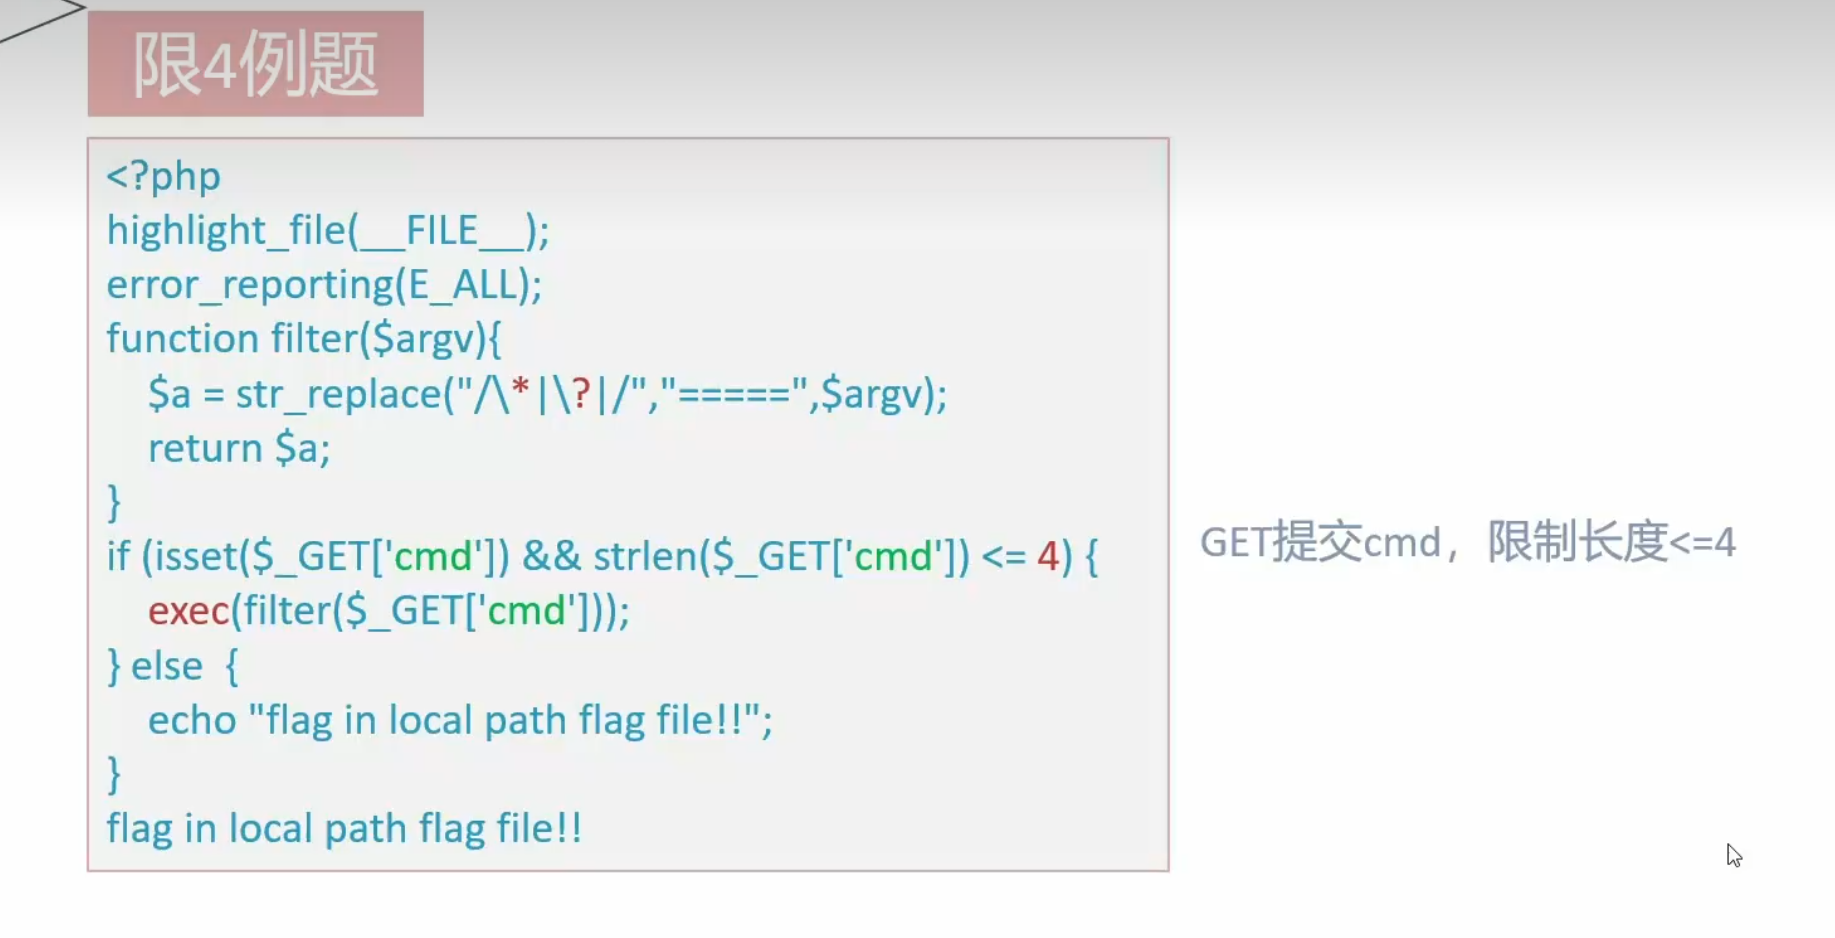 限4例题
<?php
highlight_file(__FILE__);
error_reporting(E_ALL);
function filter($argv){
    $a = str_replace("/\*|\?|/","=====",$argv);
    return $a;
}
if (isset($_GET['cmd']) && strlen($_GET['cmd']) <= 4) {
    exec(filter($_GET['cmd']));
} else  {
    echo "flag in local path flag file!!";
}
flag in local path flag file!!
GET提交cmd，限制长度<=4